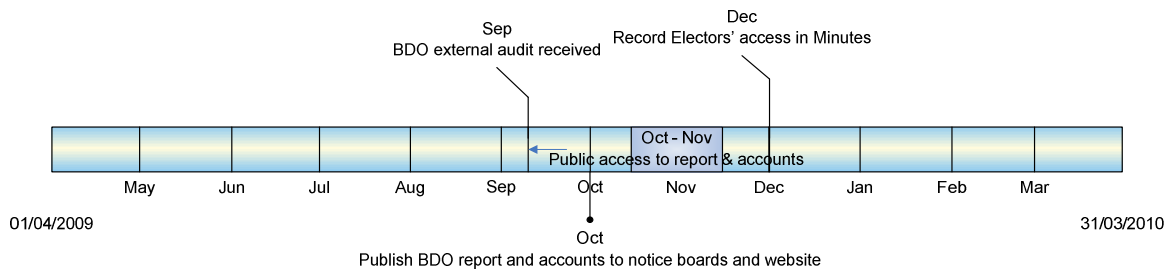 Dec
Record Electors' access in Minutes
Sep
BDO external audit received
Oct - Nov
Public access to report & accounts
May Jun Jul Aug Sep Oct Nov Dec Jan Feb Mar
01/04/2009 31/03/2010
Oct
Publish BDO report and accounts to notice boards and website